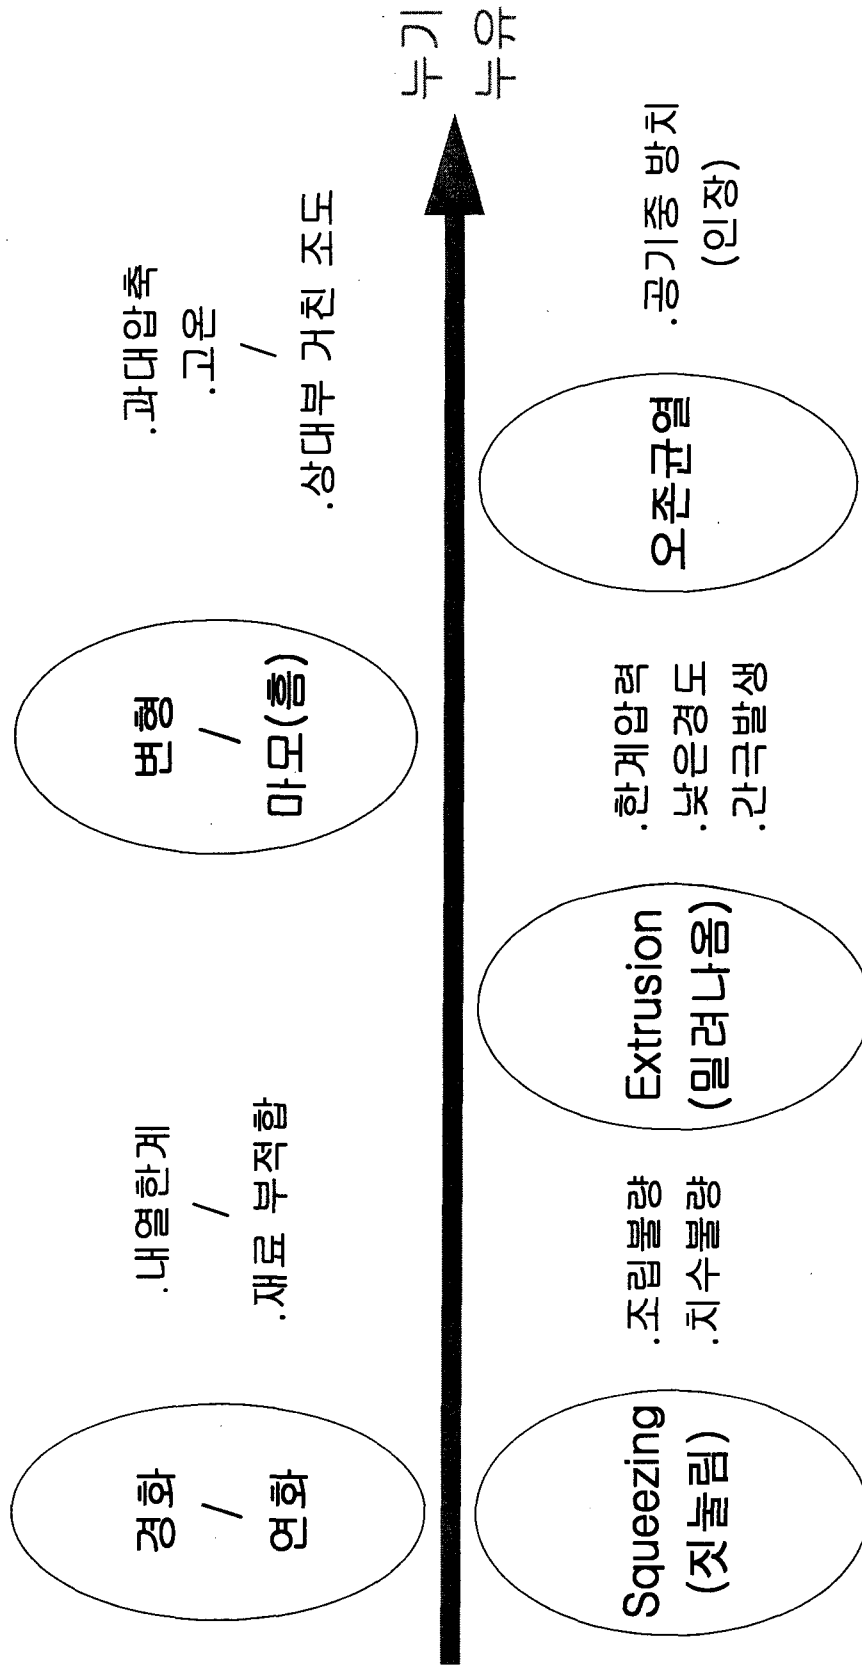 경화
/
연화
.내열한계
/
.재료 부적합
변형
/
마모(흠)
.과대압축
.고온
/
.상대부 거친 조도
누기
누유
Squeezing
(짓눌림)
.조립불량
.치수불량
Extrusion
(밀려나옴)
.한계압력
.낮은경도
.간극발생
오존균열
.공기중 방치
(인장)